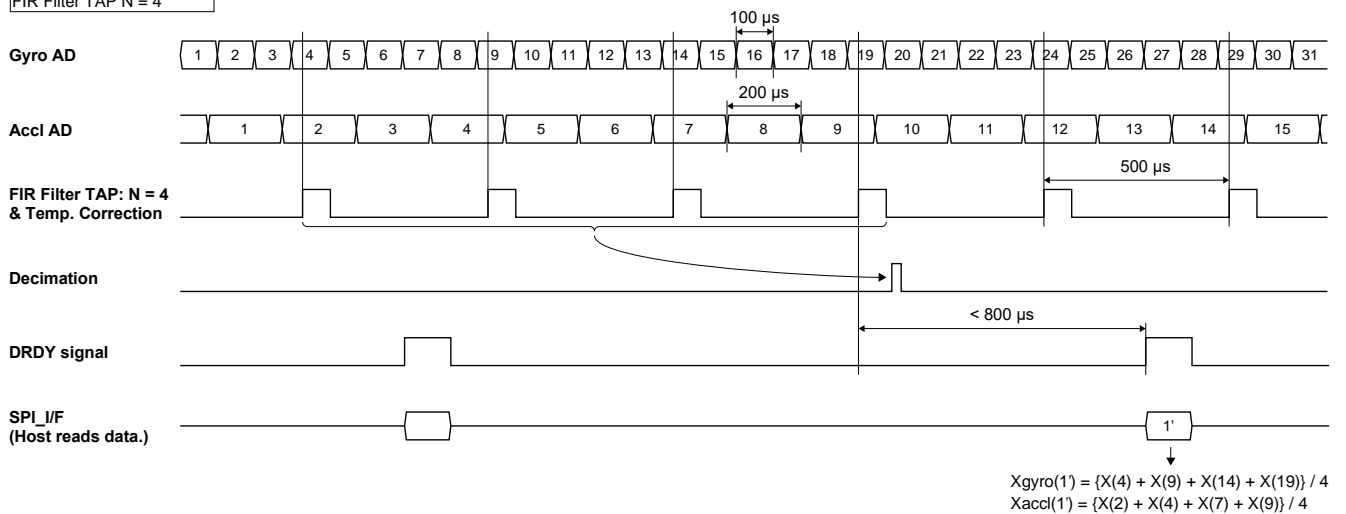 FIR Filter TAP N = 4
100 µs
Gyro AD 1 2 3 4 5 6 7 8 9 10 11 12 13 14 15 16 17 18 19 20 21 22 23 24 25 26 27 28 29 30 31
200 µs
Accl AD 1 2 3 4 5 6 7 8 9 10 11 12 13 14 15
500 µs
FIR Filter TAP: N = 4
& Temp. Correction
Decimation
< 800 µs
DRDY signal
SPI_I/F
(Host reads data.)
1'
Xgyro(1') = {X(4) + X(9) + X(14) + X(19)} / 4
Xaccl(1') = {X(2) + X(4) + X(7) + X(9)} / 4